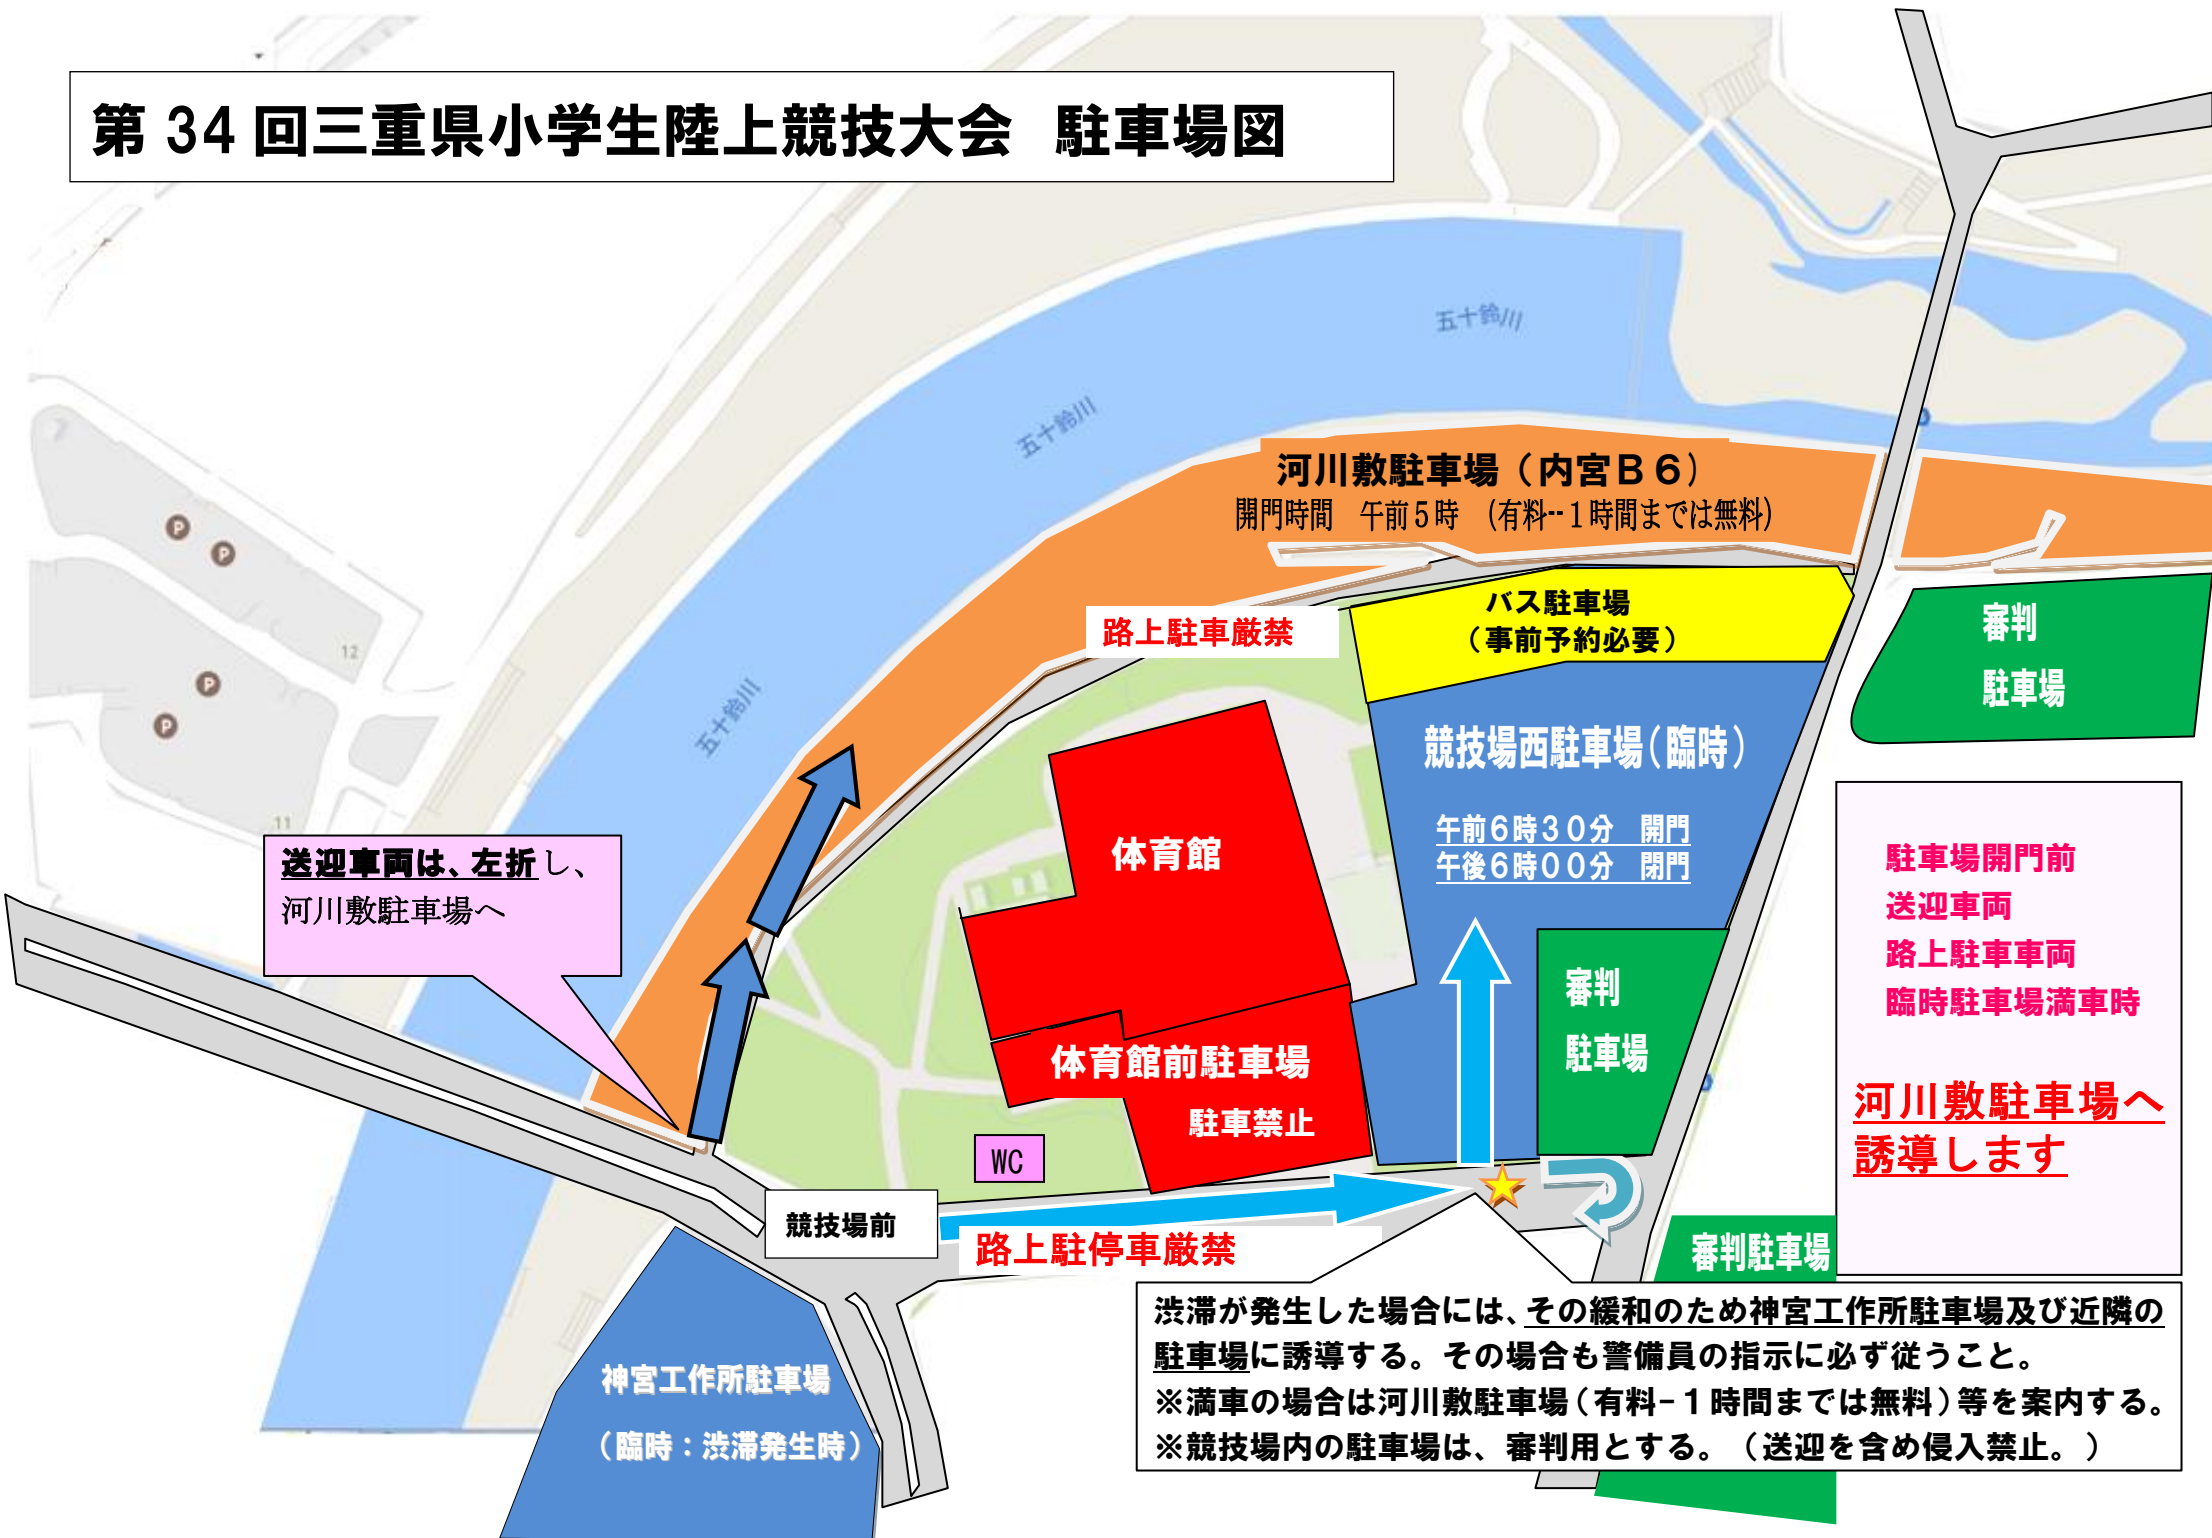 第 34 回三重県小学生陸上競技大会　駐車場図
五十鈴川
五十鈴川
五十鈴川
河川敷駐車場（内宮Ｂ６）
開門時間　午前５時　（有料--１時間までは無料）
バス駐車場
（事前予約必要）
路上駐車厳禁
審判
駐車場
12
11
競技場西駐車場（臨時）
午前６時３０分　開門
午後６時００分　閉門
体育館
送迎車両は、左折し、
河川敷駐車場へ
駐車場開門前
送迎車両
路上駐車車両
臨時駐車場満車時
河川敷駐車場へ
誘導します
審判
駐車場
体育館前駐車場
駐車禁止
WC
競技場前
路上駐停車厳禁
審判駐車場
渋滞が発生した場合には、その緩和のため神宮工作所駐車場及び近隣の
駐車場に誘導する。その場合も警備員の指示に必ず従うこと。
※満車の場合は河川敷駐車場（有料-１時間までは無料）等を案内する。
※競技場内の駐車場は、審判用とする。（送迎を含め侵入禁止。）
神宮工作所駐車場
（臨時：渋滞発生時）
P
P
P
P